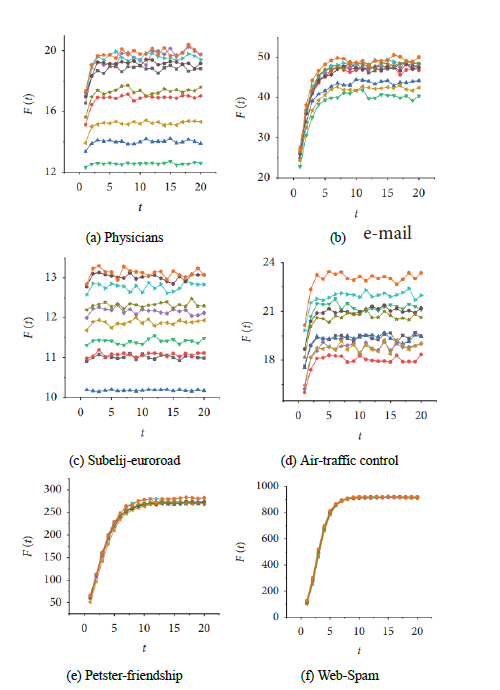 20
16
12
F (t)
0 5 10 15 20
t
(a) Physicians
50
40
30
20
F (t)
0 5 10 15 20
t
(b) e-mail
13
12
11
10
F (t)
0 5 10 15 20
t
(c) Subelij-euroroad
24
21
18
F (t)
0 5 10 15 20
t
(d) Air-traffic control
300
250
200
150
100
50
F (t)
0 5 10 15 20
t
(e) Petster-friendship
1000
800
600
400
200
0
F (t)
0 5 10 15 20
t
(f) Web-Spam